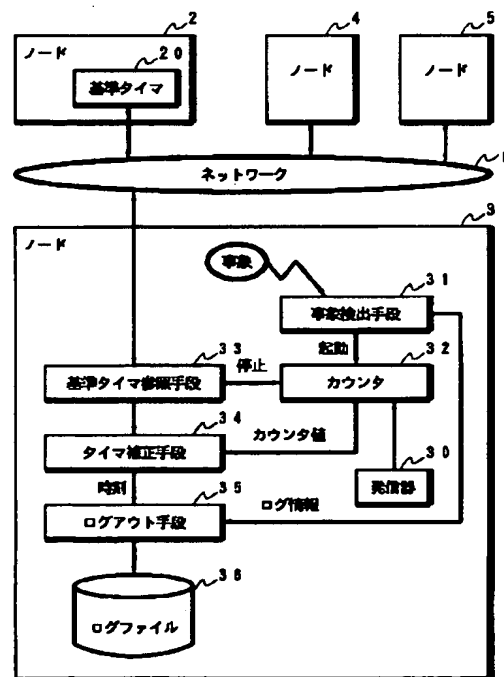 2
4
5
ノード
20
基準タイマ
ノード
ノード
ネットワーク
1
3
ノード
事象
31
事象検出手段
起動
32
33
停止
基準タイマ参照手段
カウンタ
34
カウンタ値
タイマ補正手段
30
時刻
35
発信器
ログアウト手段
ログ情報
36
ログファイル